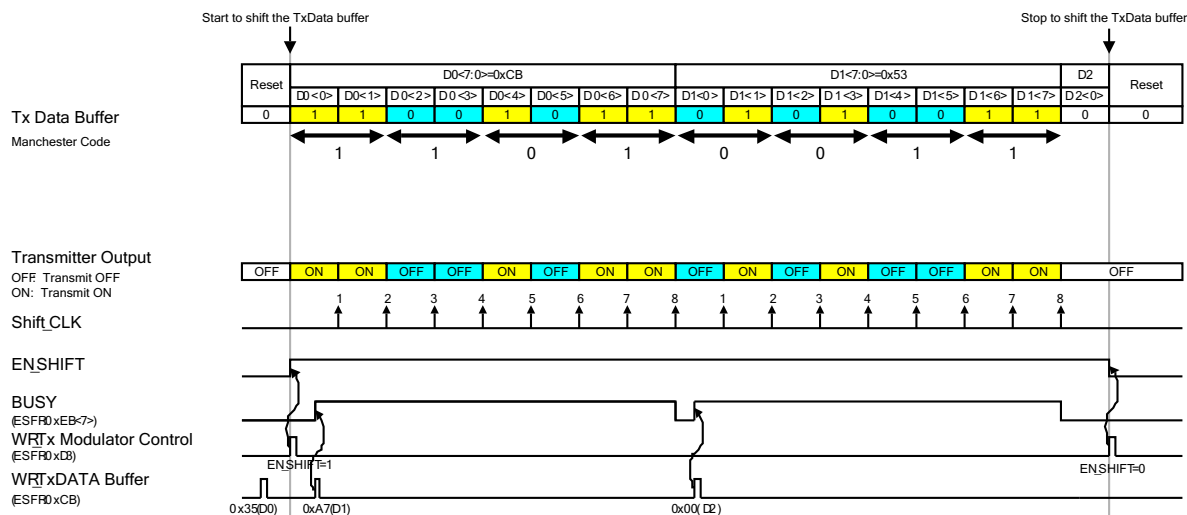 Start to shift the TxData buffer Stop to shift the TxData buffer
Reset D0<7:0>=0xCB D1<7:0>=0x53 D2 Reset
D0<0> D0<1> D0<2> D0<3> D0<4> D0<5> D0<6> D0<7> D1<0> D1<1> D1<2> D1<3> D1<4> D1<5> D1<6> D1<7> D2<0>
Tx Data Buffer 0 1 1 0 0 1 0 1 1 0 1 0 1 0 0 1 1 0 0
Manchester Code 1 1 0 1 0 0 1 1
Transmitter Output
OFF: Transmit OFF OFF ON ON OFF OFF ON OFF ON ON OFF ON OFF ON OFF OFF ON ON OFF
ON: Transmit ON
1 2 3 4 5 6 7 8 1 2 3 4 5 6 7 8
Shift_CLK
EN_SHIFT
BUSY
(ESFR0xEB<7>)
WR_Tx Modulator Control
(ESFR0xD3)
EN_SHIFT=1 EN_SHIFT=0
WR_TxDATA Buffer
(ESFR0xCB)
0x35(D0) 0xA7(D1) 0x00(D2)